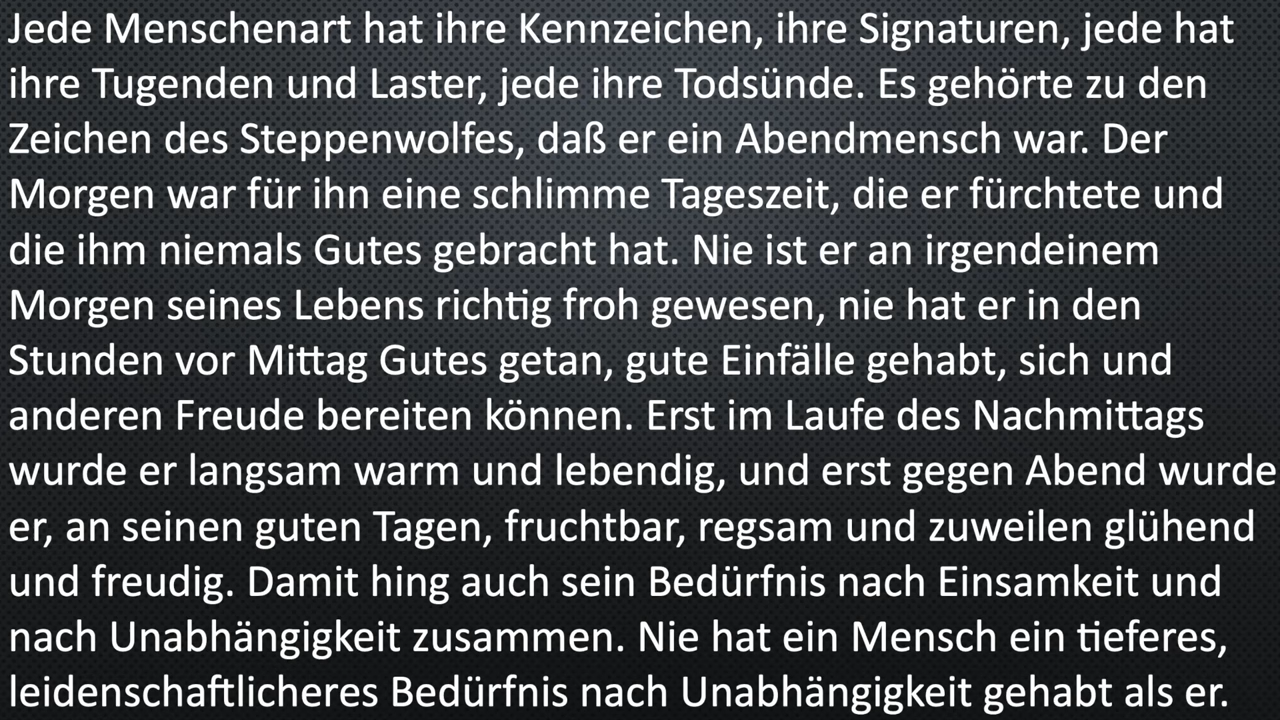 Jede Menschenart hat ihre Kennzeichen, ihre Signaturen, jede hat
ihre Tugenden und Laster, jede ihre Todsünde. Es gehörte zu den
Zeichen des Steppenwolfes, daß er ein Abendmensch war. Der
Morgen war für ihn eine schlimme Tageszeit, die er fürchtete und
die ihm niemals Gutes gebracht hat. Nie ist er an irgendeinem
Morgen seines Lebens richtig froh gewesen, nie hat er in den
Stunden vor Mittag Gutes getan, gute Einfälle gehabt, sich und
anderen Freude bereiten können. Erst im Laufe des Nachmittags
wurde er langsam warm und lebendig, und erst gegen Abend wurde
er, an seinen guten Tagen, fruchtbar, regsam und zuweilen glühend
und freudig. Damit hing auch sein Bedürfnis nach Einsamkeit und
nach Unabhängigkeit zusammen. Nie hat ein Mensch ein tieferes,
leidenschaftlicheres Bedürfnis nach Unabhängigkeit gehabt als er.